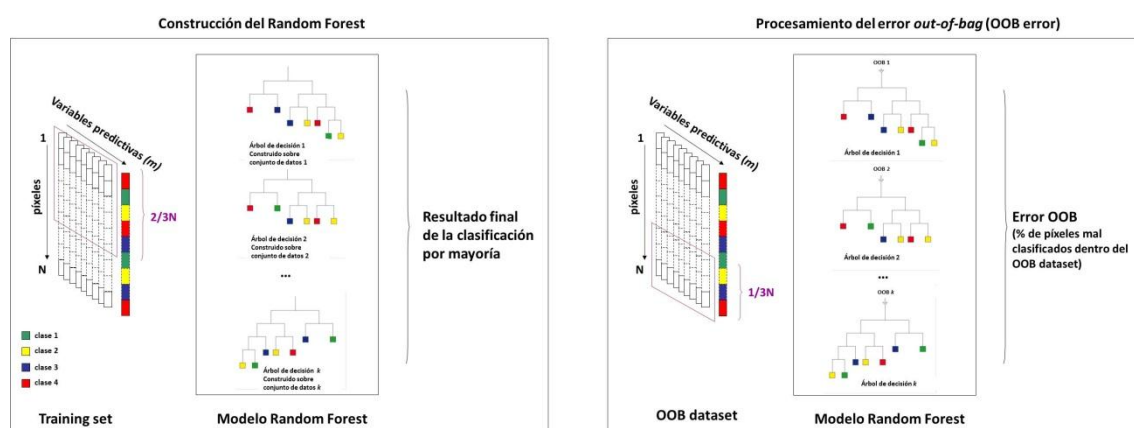 Construcción del Random Forest
Variables predictivas (m)
1
píxeles
N
2/3N
clase 1
clase 2
clase 3
clase 4
Training set
Árbol de decisión 1
Construido sobre
conjunto de datos 1
Árbol de decisión 2
Construido sobre
conjunto de datos 2
...
Árbol de decisión k
Construido sobre
conjunto de datos k
Modelo Random Forest
Resultado final
de la clasificación
por mayoría
Procesamiento del error out-of-bag (OOB error)
Variables predictivas (m)
1
píxeles
N
1/3N
OOB dataset
OOB 1
Árbol de decisión 1
OOB 2
Árbol de decisión 2
...
OOB k
Árbol de decisión k
Modelo Random Forest
Error OOB
(% de píxeles mal
clasificados dentro del
OOB dataset)